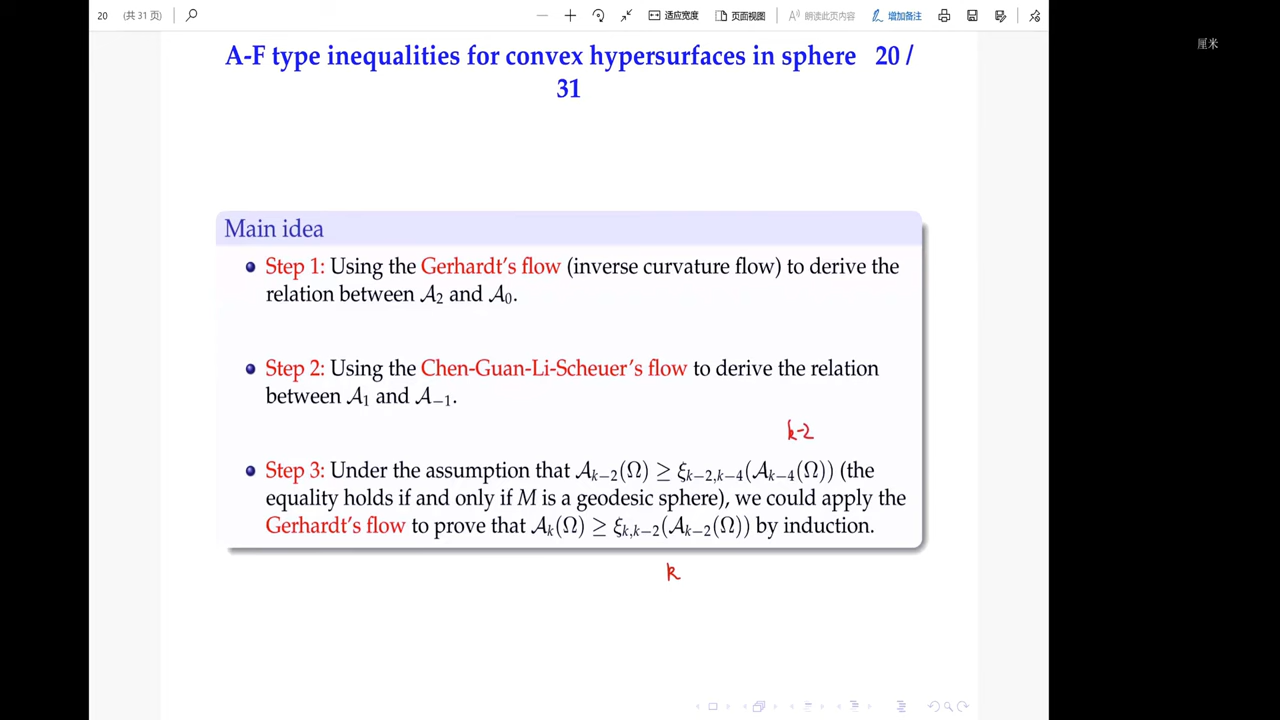 20 (共 31 页) 适应宽度 页面视图 朗读此页内容 增加备注
厘米
A-F type inequalities for convex hypersurfaces in sphere 20 /
31
Main idea
Step 1: Using the Gerhardt's flow (inverse curvature flow) to derive the
relation between 𝒜₂ and 𝒜₀.
Step 2: Using the Chen-Guan-Li-Scheuer's flow to derive the relation
between 𝒜₁ and 𝒜₋₁.
k-2
Step 3: Under the assumption that 𝒜ₖ₋₂(Ω) ≥ ξₖ₋₂,ₖ₋₄(𝒜ₖ₋₄(Ω)) (the
equality holds if and only if M is a geodesic sphere), we could apply the
Gerhardt's flow to prove that 𝒜ₖ(Ω) ≥ ξₖ,ₖ₋₂(𝒜ₖ₋₂(Ω)) by induction.
k